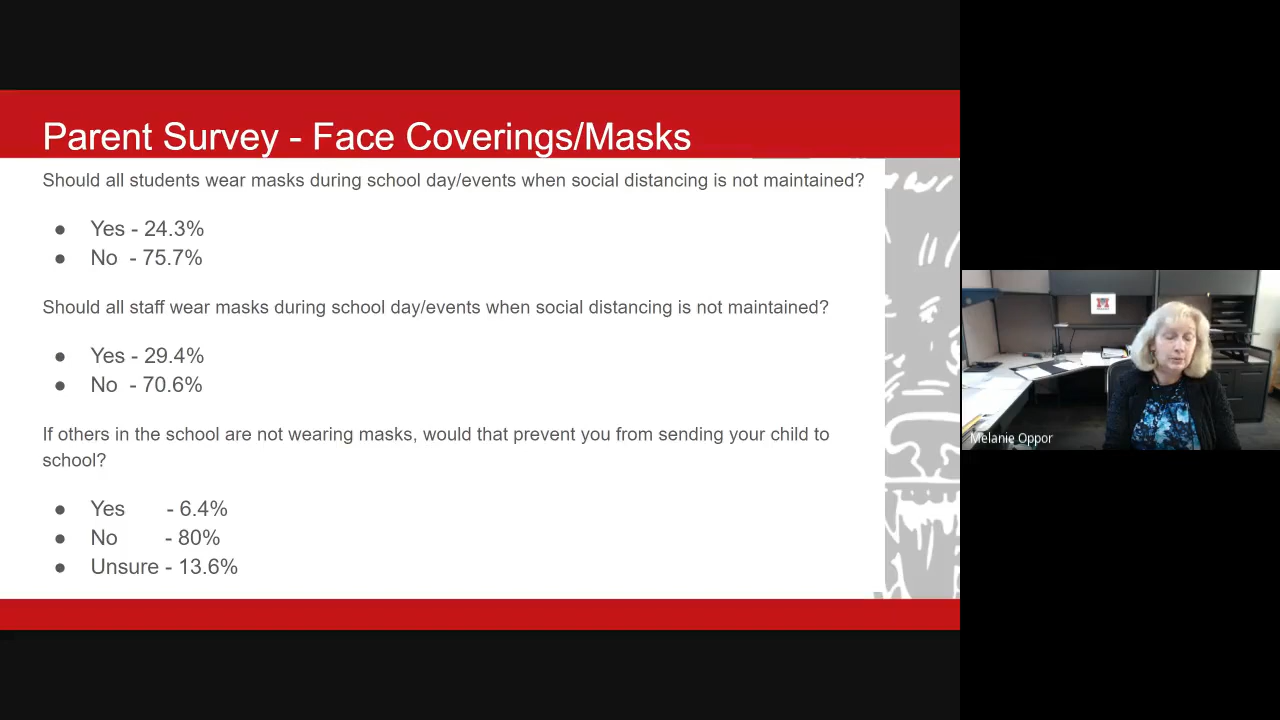 Parent Survey - Face Coverings/Masks
Should all students wear masks during school day/events when social distancing is not maintained?
● Yes - 24.3%
● No - 75.7%
Should all staff wear masks during school day/events when social distancing is not maintained?
● Yes - 29.4%
● No - 70.6%
If others in the school are not wearing masks, would that prevent you from sending your child to
school?
● Yes - 6.4%
● No - 80%
● Unsure - 13.6%
Melanie Oppor